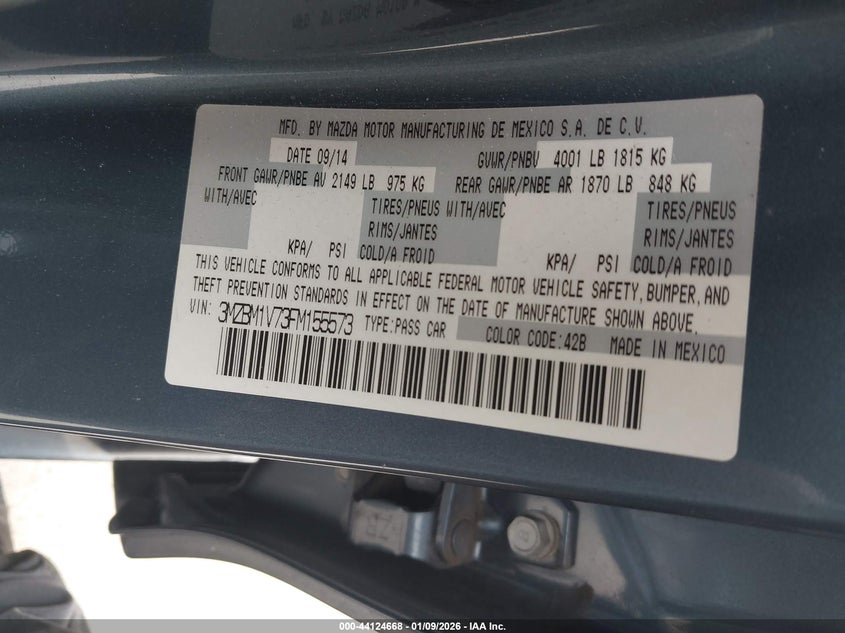 MFD. BY MAZDA MOTOR MANUFACTURING DE MEXICO S.A. DE C.V.
DATE 09/14 GVWR/PNBV 4001 LB 1815 KG
FRONT GAWR/PNBE AV 2149 LB 975 KG REAR GAWR/PNBE AR 1870 LB 848 KG
WITH/AVEC TIRES/PNEUS WITH/AVEC TIRES/PNEUS
RIMS/JANTES RIMS/JANTES
KPA/ PSI COLD/A FROID KPA/ PSI COLD/A FROID
THIS VEHICLE CONFORMS TO ALL APPLICABLE FEDERAL MOTOR VEHICLE SAFETY, BUMPER, AND
THEFT PREVENTION STANDARDS IN EFFECT ON THE DATE OF MANUFACTURE SHOWN ABOVE.
VIN: 3MZBM1V73FM155573 TYPE:PASS CAR COLOR CODE:42B MADE IN MEXICO
000-44124668 - 01/09/2026 - IAA Inc.